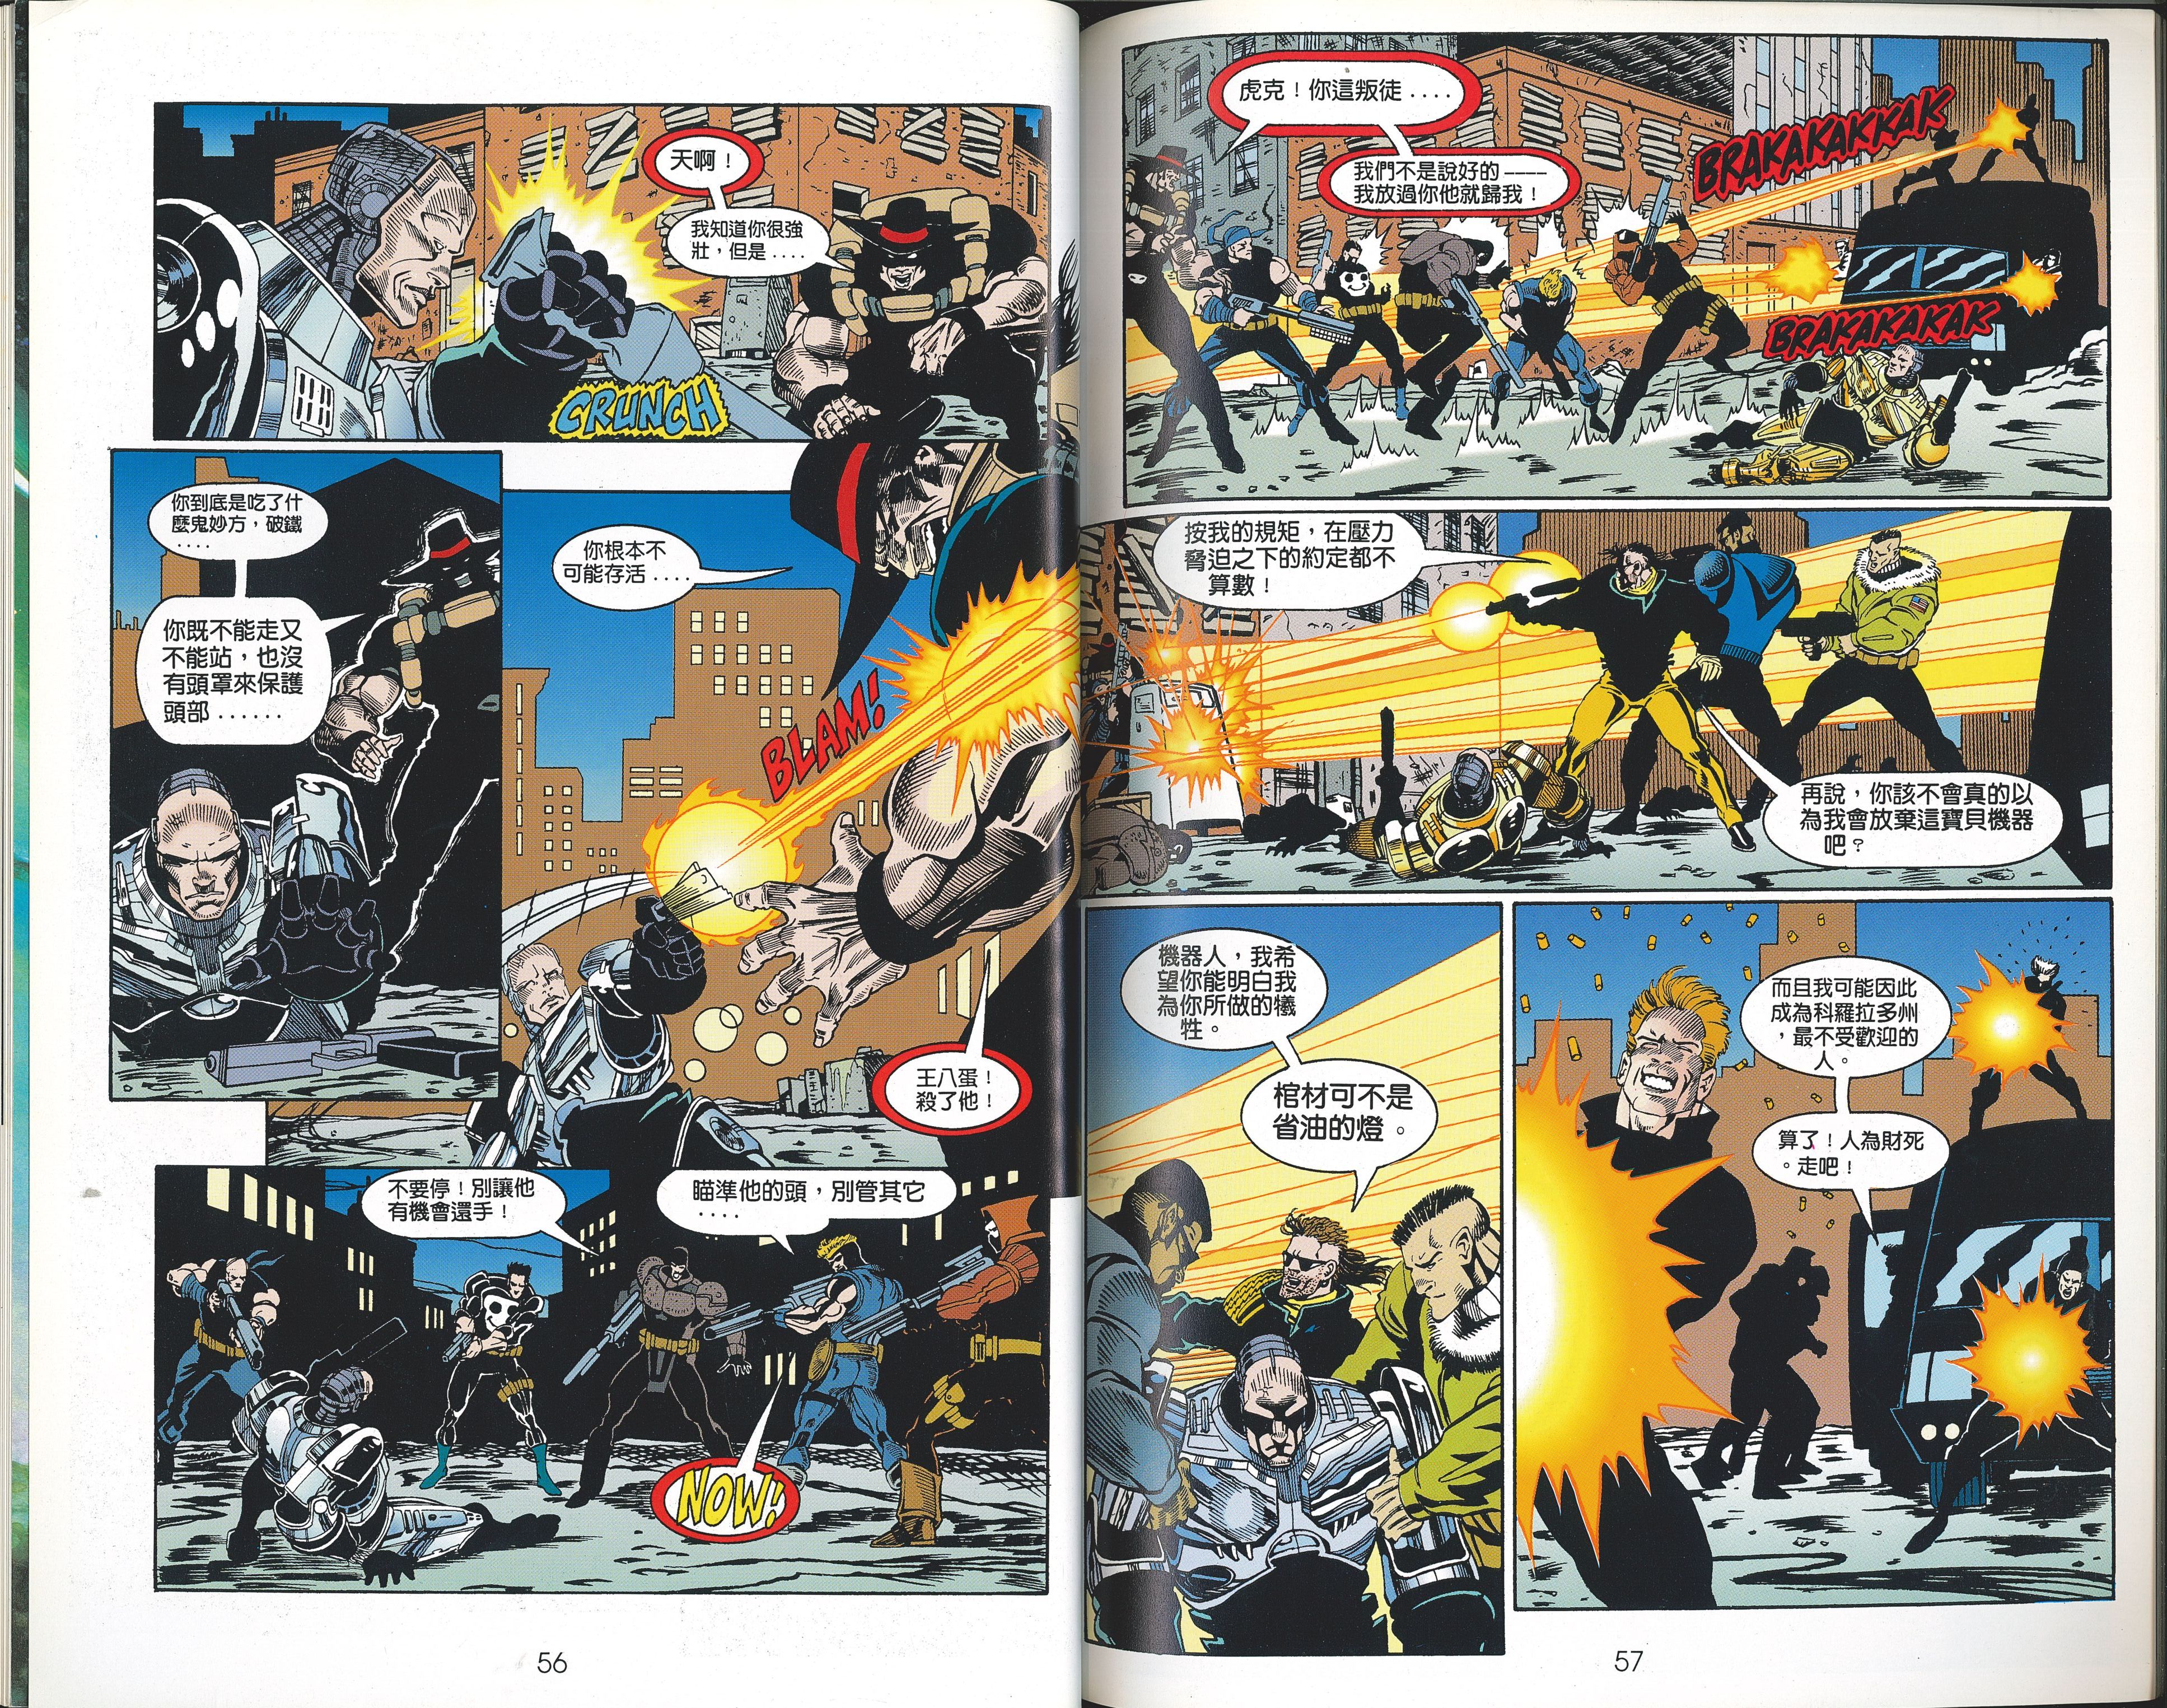 天啊！
我知道你很強
壯，但是....
CRUNCH
你到底是吃了什
麼鬼妙方，破鐵
....
你既不能走又
不能站，也沒
有頭罩來保護
頭部......
你根本不
可能存活....
BLAM!
王八蛋！
殺了他！
不要停！別讓他
有機會還手！
瞄準他的頭，別管其它
....
NOW!
56
虎克！你這叛徒....
我們不是說好的----
我放過你他就歸我！
BRAKAKAKKAK
BRAKAKAKAKAK
按我的規矩，在壓力
脅迫之下的約定都不
算數！
再說，你該不會真的以
為我會放棄這寶貝機器
吧？
機器人，我希
望你能明白我
為你所做的犧
牲。
棺材可不是
省油的燈。
而且我可能因此
成為科羅拉多州
，最不受歡迎的
人。
算了！人為財死
。走吧！
57